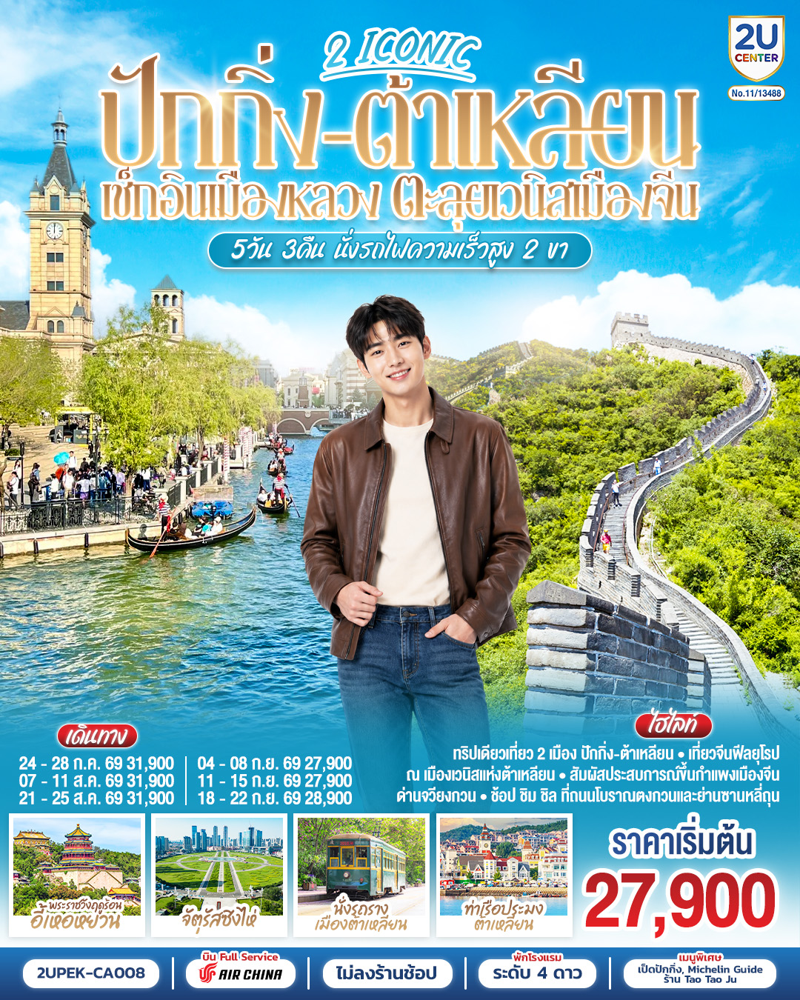 2 ICONIC
2U
CENTER
No.11/13488
ปักกิ่ง-ต้าเหลียน
เช็กอินเมืองหลวง ตะลุยเวนิสเมืองจีน
5วัน 3คืน นั่งรถไฟความเร็วสูง 2 ขา
เดินทาง
24 - 28 ก.ค. 69 31,900
07 - 11 ส.ค. 69 31,900
21 - 25 ส.ค. 69 31,900
04 - 08 ก.ย. 69 27,900
11 - 15 ก.ย. 69 27,900
18 - 22 ก.ย. 69 28,900
ไฮไลท์
ทริปเดียวเที่ยว 2 เมือง ปักกิ่ง-ต้าเหลียน • เที่ยวจีนฟีลยุโรป
ณ เมืองเวนิสแห่งต้าเหลียน • สัมผัสประสบการณ์ขึ้นกำแพงเมืองจีน
ด่านจวียงกวน • ช้อป ชิม ชิล ที่ถนนโบราณตงกวนและย่านซานหลี่ถุน
พระราชวังฤดูร้อน
อี้เหอหยวน
จัตุรัสซิงไห่
นั่งรถราง
เมืองต้าเหลียน
ท่าเรือประมง
ต้าเหลียน
ราคาเริ่มต้น
27,900
2UPEK-CA008
บิน Full Service
AIR CHINA
ไม่ลงร้านช้อป
พักโรงแรม
ระดับ 4 ดาว
เมนูพิเศษ
เป็ดปักกิ่ง, Michelin Guide
ร้าน Tao Tao Ju